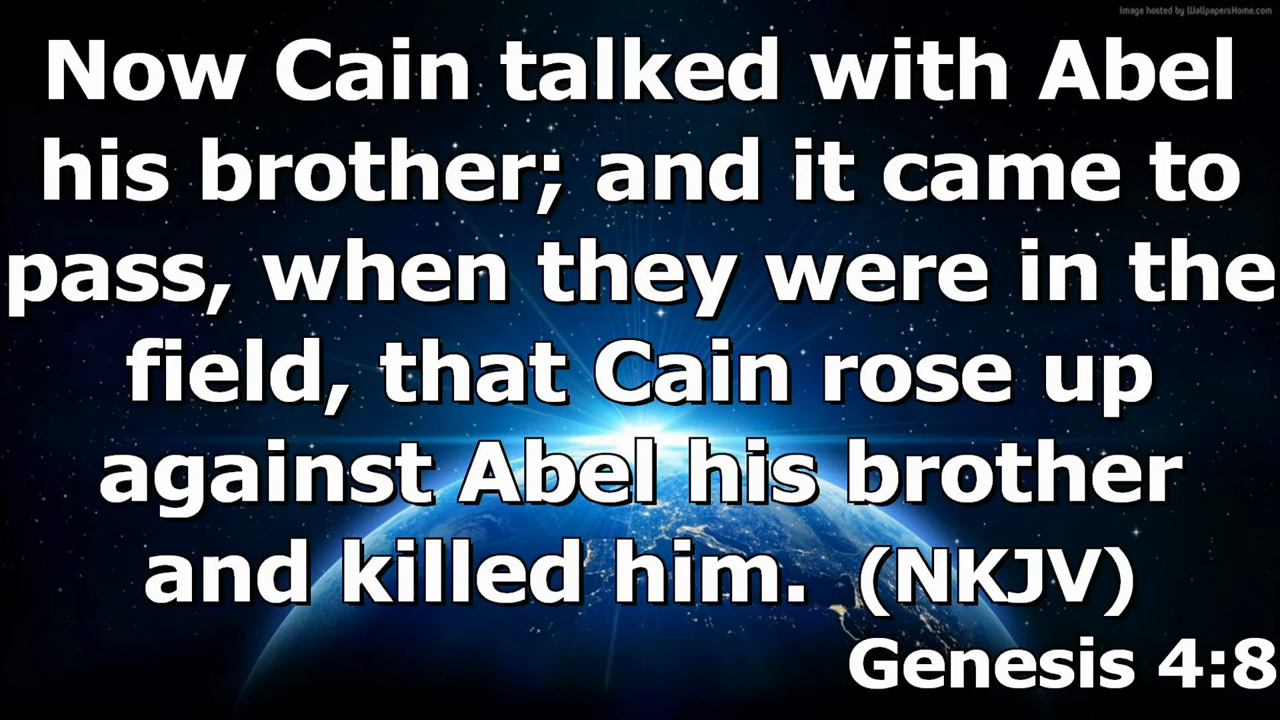 Image hosted by WallpapersHome.com
Now Cain talked with Abel
his brother; and it came to
pass, when they were in the
field, that Cain rose up
against Abel his brother
and killed him.  (NKJV)
Genesis 4:8